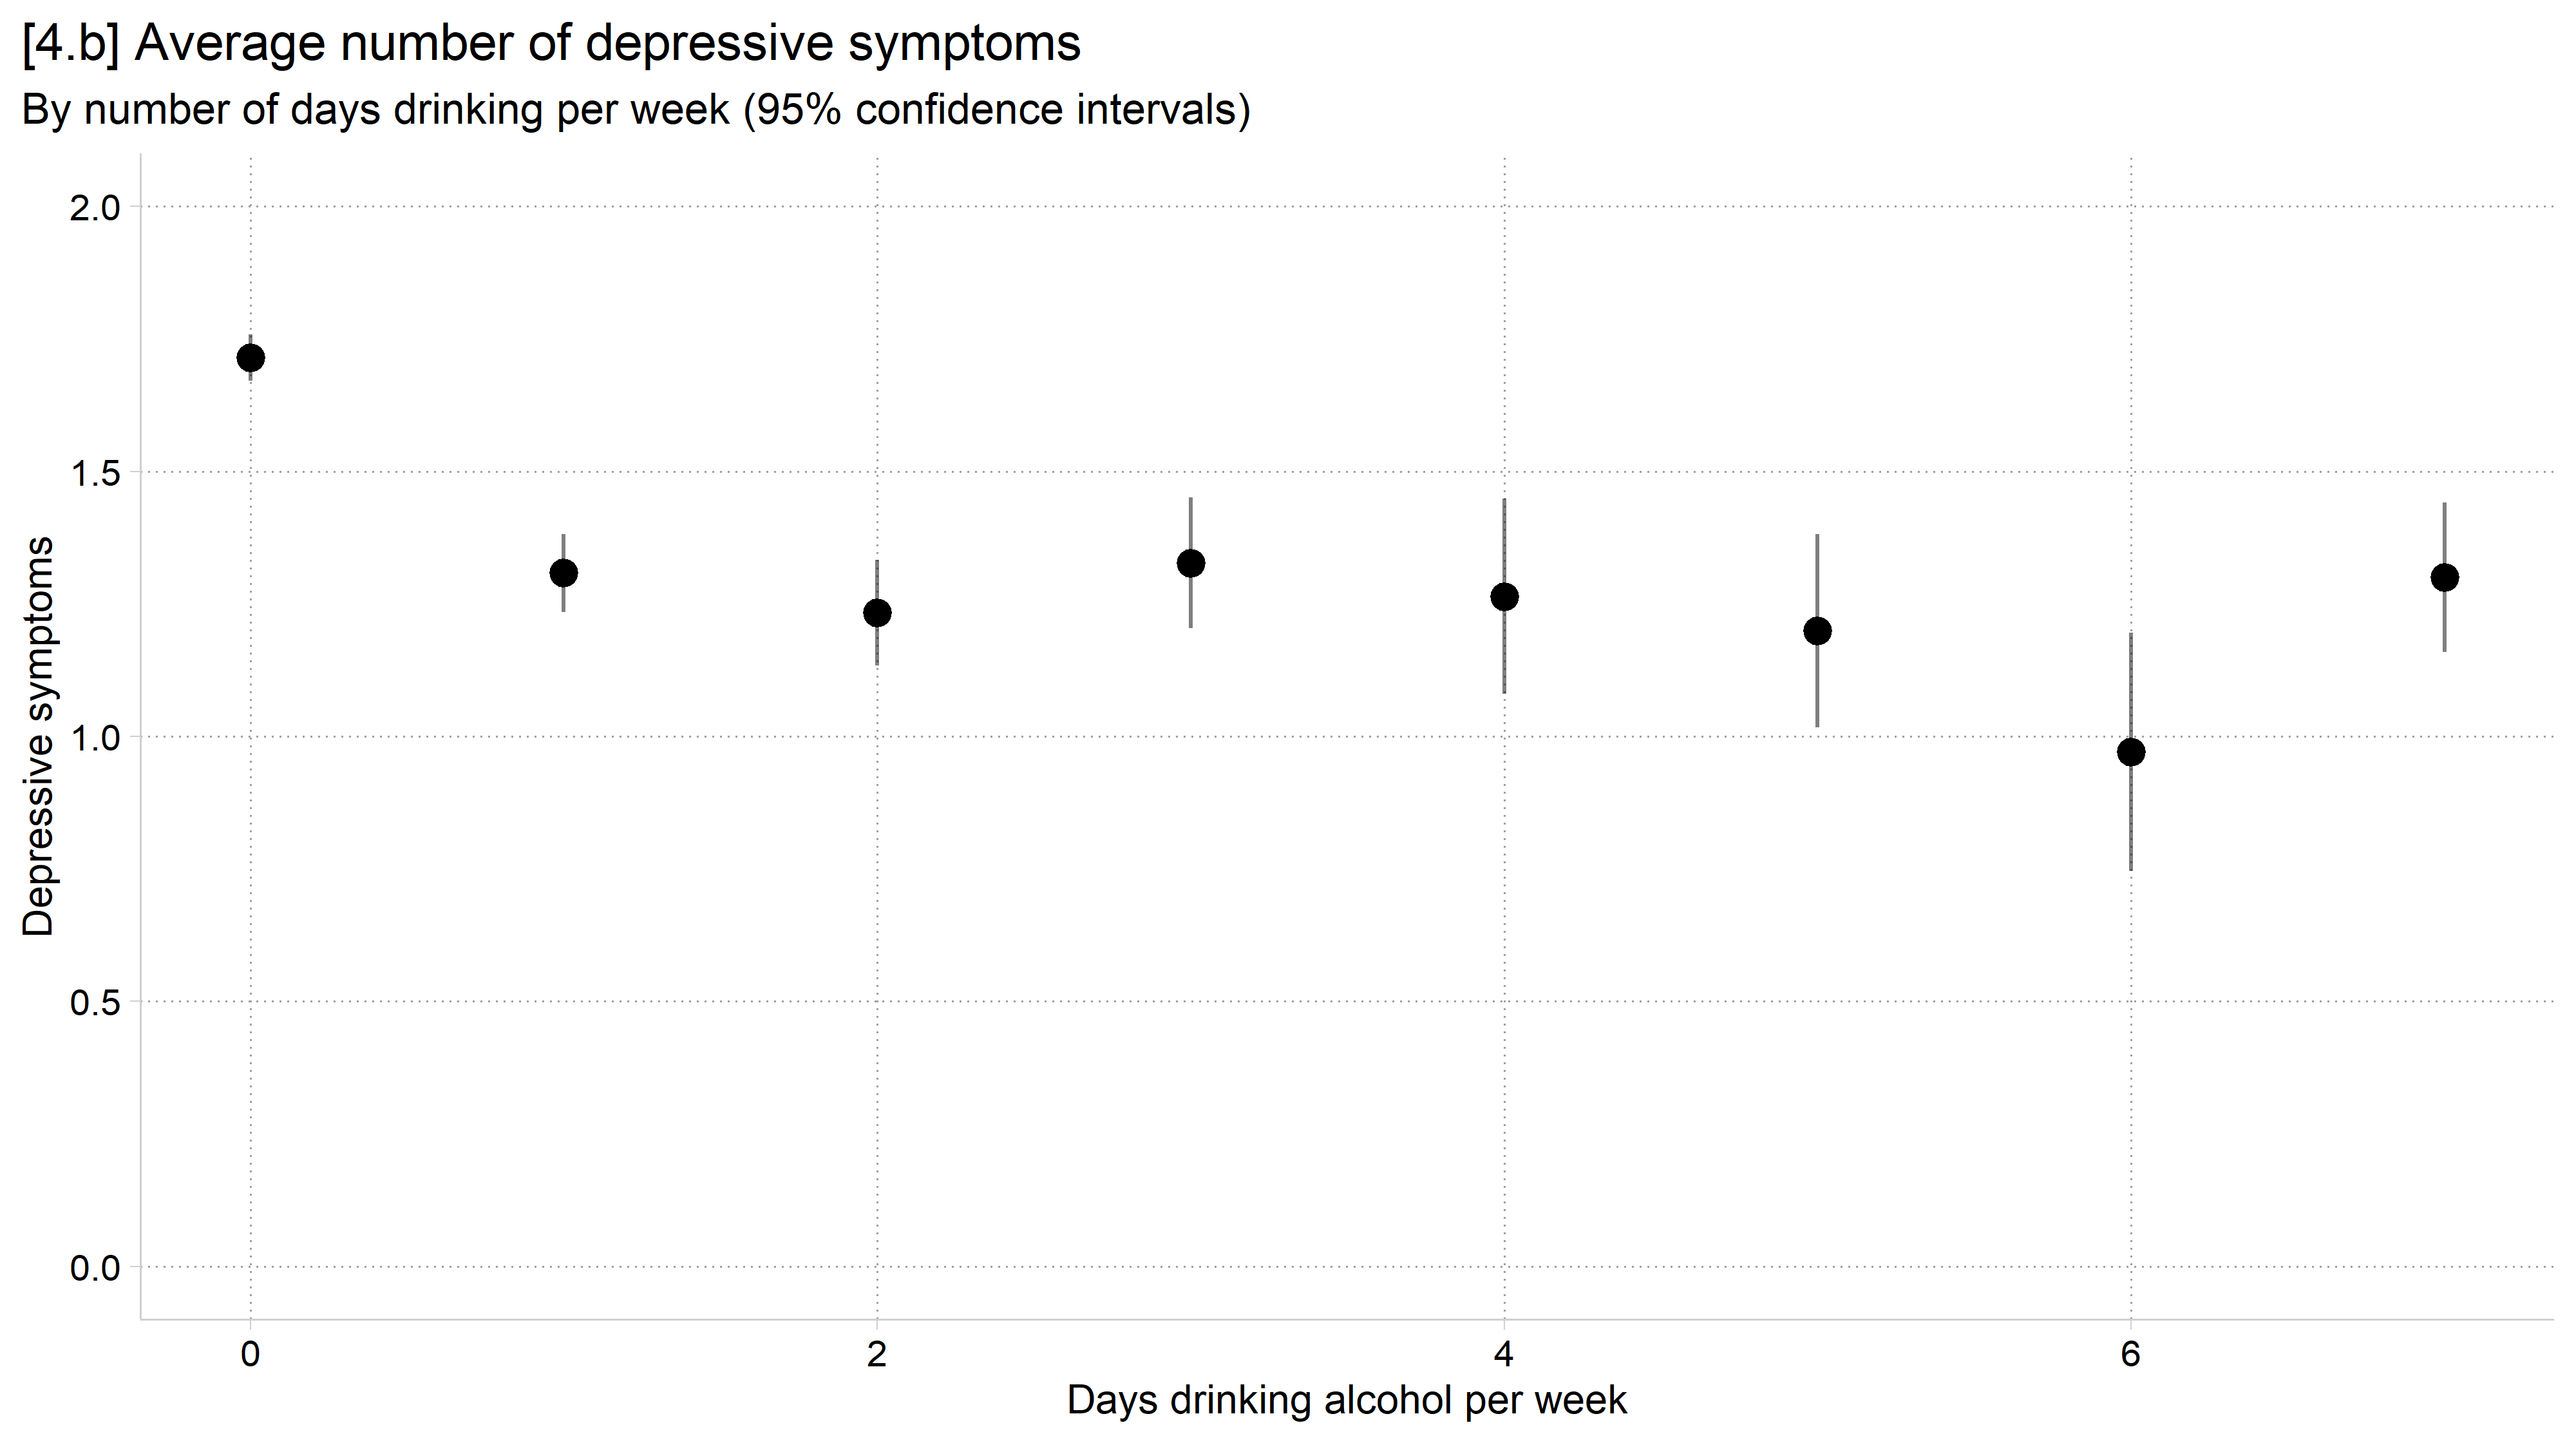 [4.b] Average number of depressive symptoms
By number of days drinking per week (95% confidence intervals)
Depressive symptoms
2.0
1.5
1.0
0.5
0.0
0
2
4
6
Days drinking alcohol per week